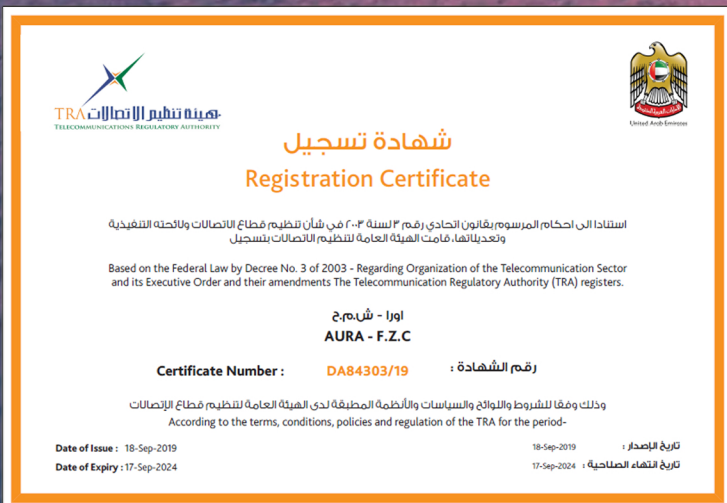 TRA هيئة تنظيم الاتصالات
TELECOMMUNICATIONS REGULATORY AUTHORITY
United Arab Emirates
شهادة تسجيل
Registration Certificate
استنادا الى احكام المرسوم بقانون اتحادي رقم ٣ لسنة ٢٠٠٣ في شأن تنظيم قطاع الاتصالات ولائحته التنفيذية
وتعديلاتها، قامت الهيئة العامة لتنظيم الاتصالات بتسجيل
Based on the Federal Law by Decree No. 3 of 2003 - Regarding Organization of the Telecommunication Sector
and its Executive Order and their amendments The Telecommunication Regulatory Authority (TRA) registers.
اورا - ش.م.ح
AURA - F.Z.C
Certificate Number : DA84303/19 رقم الشهادة :
وذلك وفقا للشروط واللوائح والسياسات والأنظمة المطبقة لدى الهيئة العامة لتنظيم قطاع الإتصالات
According to the terms, conditions, policies and regulation of the TRA for the period-
Date of Issue : 18-Sep-2019 تاريخ الإصدار : 18-Sep-2019
Date of Expiry : 17-Sep-2024 تاريخ انتهاء الصلاحية : 17-Sep-2024